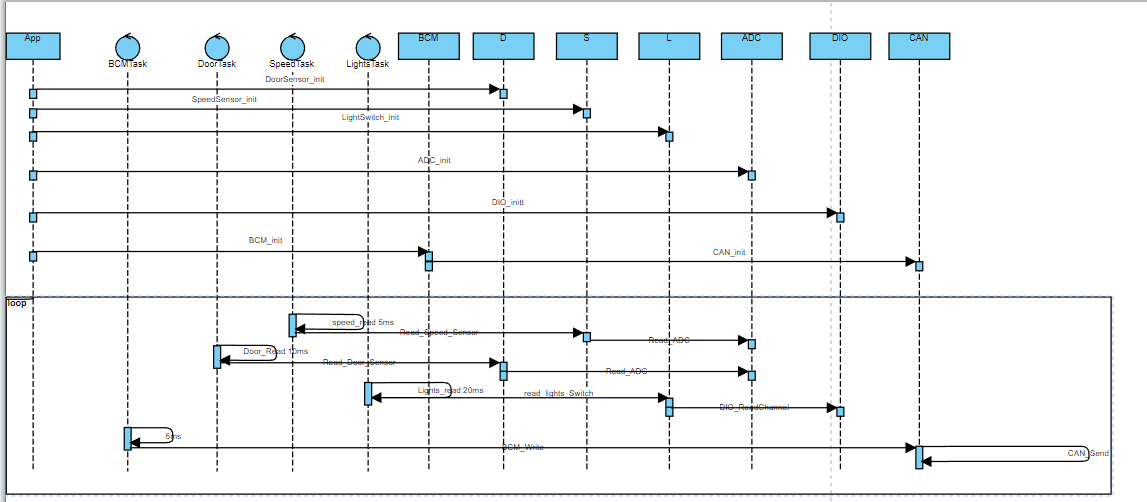 App
BCMTask
DoorTask
SpeedTask
LightsTask
BCM
D
S
L
ADC
DIO
CAN
DoorSensor_init
SpeedSensor_init
LightSwitch_init
ADC_init
DIO_initt
BCM_init
CAN_init
loop
speed_read 5ms
Read_Speed_Sensor
Read_ADC
Door_Read 10ms
Read_Door_Sensor
Read_ADC
Lights_read 20ms
read_lights_Switch
DIO_ReadChannel
5ms
BCM_Write
CAN_Send